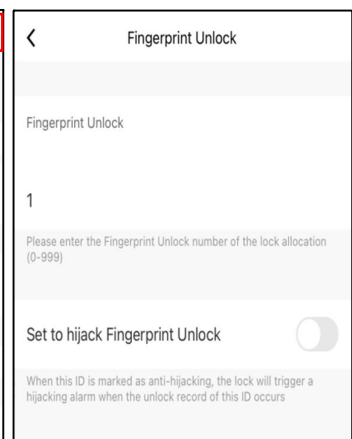 Fingerprint Unlock
Fingerprint Unlock
1
Please enter the Fingerprint Unlock number of the lock allocation
(0-999)
Set to hijack Fingerprint Unlock
When this ID is marked as anti-hijacking, the lock will trigger a
hijacking alarm when the unlock record of this ID occurs